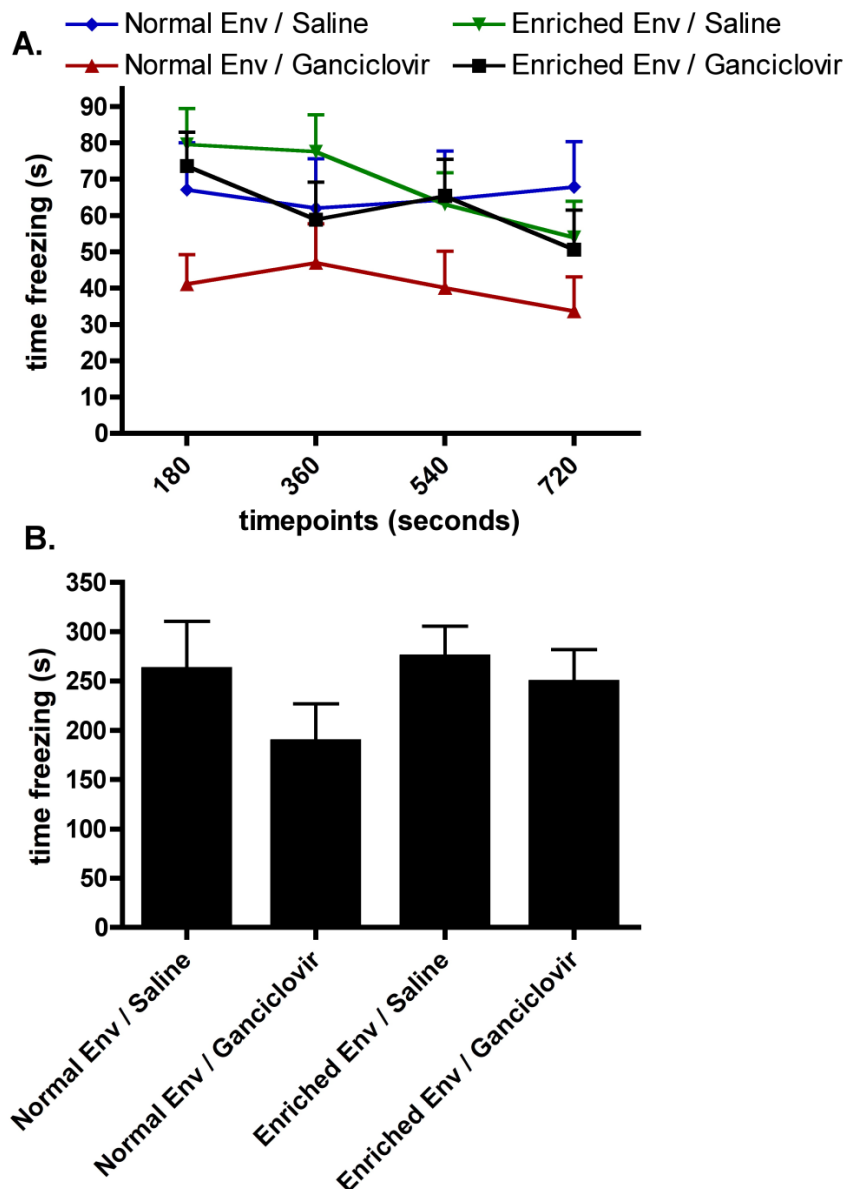 A.
Normal Env / Saline
Enriched Env / Saline
Normal Env / Ganciclovir
Enriched Env / Ganciclovir
time freezing (s)
90
80
70
60
50
40
30
20
10
0
180
360
540
720
timepoints (seconds)
B.
time freezing (s)
350
300
250
200
150
100
50
0
Normal Env / Saline
Normal Env / Ganciclovir
Enriched Env / Saline
Enriched Env / Ganciclovir